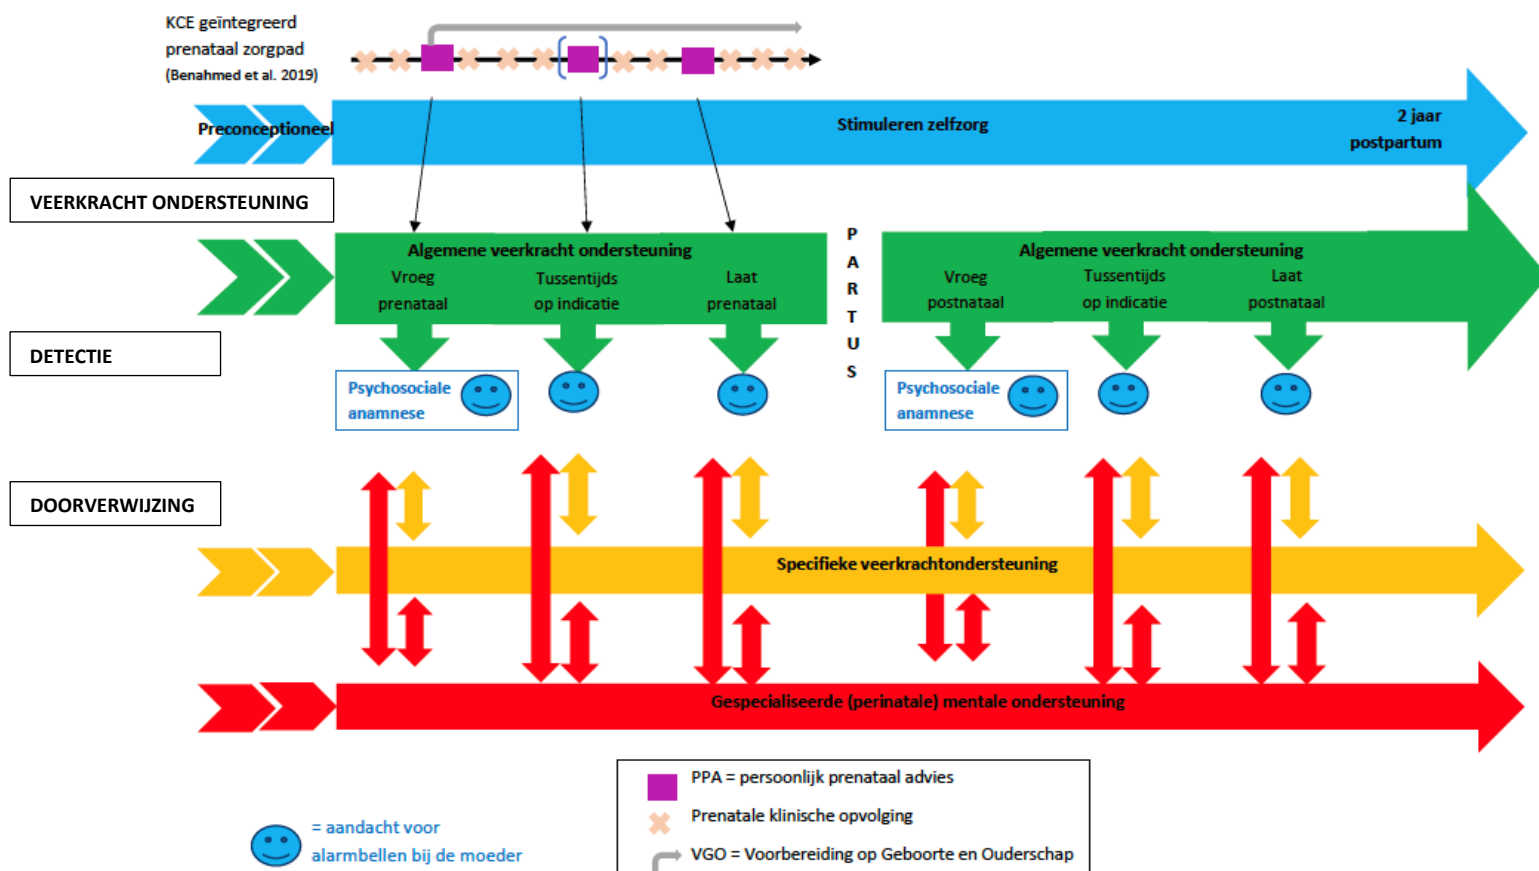 KCE geïntegreerd
prenataal zorgpad
(Benahmed et al. 2019)
Preconceptioneel
Stimuleren zelfzorg
2 jaar
postpartum
VEERKRACHT ONDERSTEUNING
Algemene veerkracht ondersteuning
Vroeg
prenataal
Tussentijds
op indicatie
Laat
prenataal
P
A
R
T
U
S
Algemene veerkracht ondersteuning
Vroeg
postnataal
Tussentijds
op indicatie
Laat
postnataal
DETECTIE
Psychosociale
anamnese
Psychosociale
anamnese
DOORVERWIJZING
Specifieke veerkrachtondersteuning
Gespecialiseerde (perinatale) mentale ondersteuning
= aandacht voor
alarmbellen bij de moeder
PPA = persoonlijk prenataal advies
Prenatale klinische opvolging
VGO = Voorbereiding op Geboorte en Ouderschap